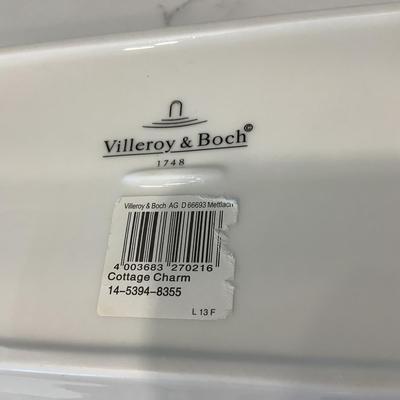 Villeroy & Boch©
1748
Villeroy & Boch AG D 66693 Mettlach
4 003683 270216
Cottage Charm
14-5394-8355
L 13 F